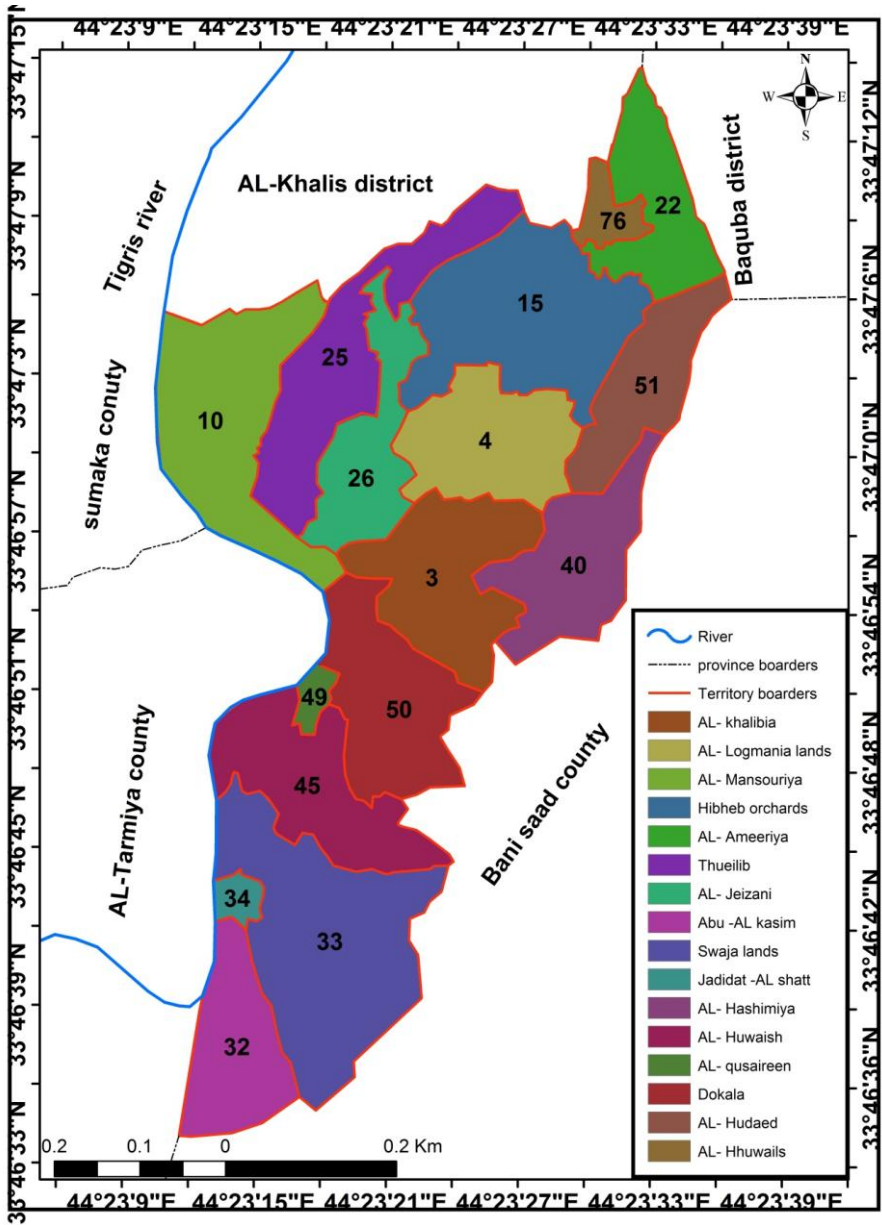 44°23'9"E 44°23'15"E 44°23'21"E 44°23'27"E 44°23'33"E 44°23'39"E
33°47'15"N
33°47'9"N
33°47'3"N
33°46'57"N
33°46'51"N
33°46'45"N
33°46'39"N
33°46'33"N
33°47'12"N
33°47'6"N
33°47'0"N
33°46'54"N
33°46'48"N
33°46'42"N
33°46'36"N
N
W E
S
AL-Khalis district
Tigris river
Baquba district
sumaka conuty
AL-Tarmiya county
Bani saad county
22
76
15
25
51
10
4
26
40
3
49
50
45
34
33
32
River
province boarders
Territory boarders
AL- khalibia
AL- Logmania lands
AL- Mansouriya
Hibheb orchards
AL- Ameeriya
Thueilib
AL- Jeizani
Abu -AL kasim
Swaja lands
Jadidat -AL shatt
AL- Hashimiya
AL- Huwaish
AL- qusaireen
Dokala
AL- Hudaed
AL- Hhuwails
0.2 0.1 0 0.2 Km
44°23'9"E 44°23'15"E 44°23'21"E 44°23'27"E 44°23'33"E 44°23'39"E